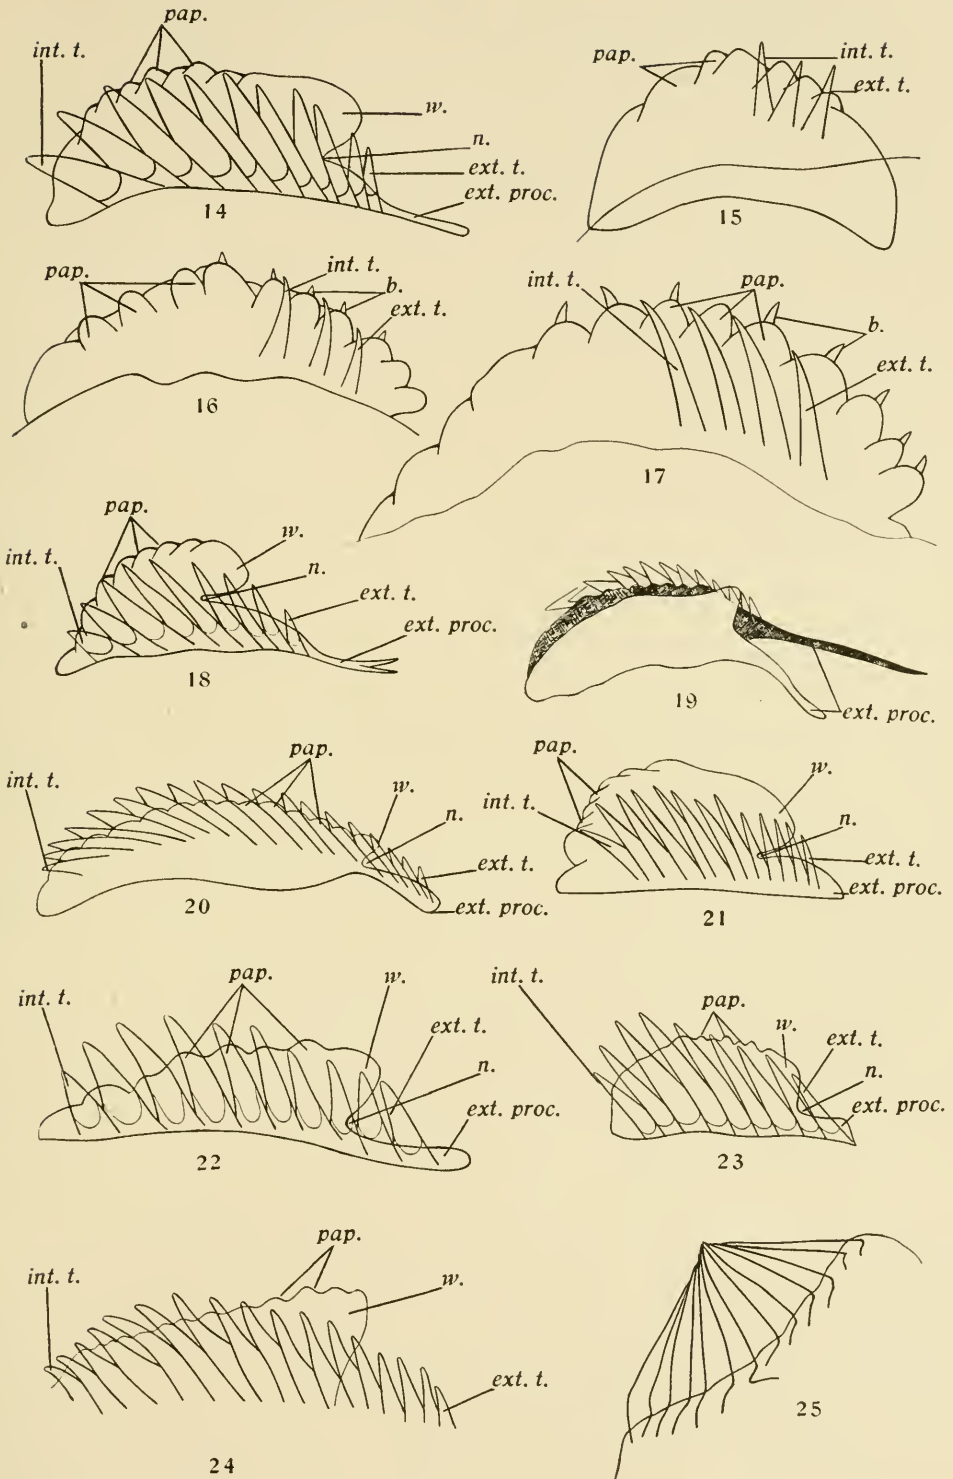 pap.
int. t.
w.
n.
ext. t.
ext. proc.
14
pap.
int. t.
ext. t.
15
pap.
int. t.
b.
ext. t.
16
int. t.
pap.
b.
ext. t.
17
pap.
int. t.
w.
n.
ext. t.
ext. proc.
18
19
ext. proc.
int. t.
pap.
w.
n.
ext. t.
ext. proc.
20
pap.
int. t.
w.
n.
ext. t.
ext. proc.
21
int. t.
pap.
w.
ext. t.
n.
ext. proc.
22
int. t.
pap.
w.
ext. t.
n.
ext. proc.
23
int. t.
pap.
w.
ext. t.
24
25